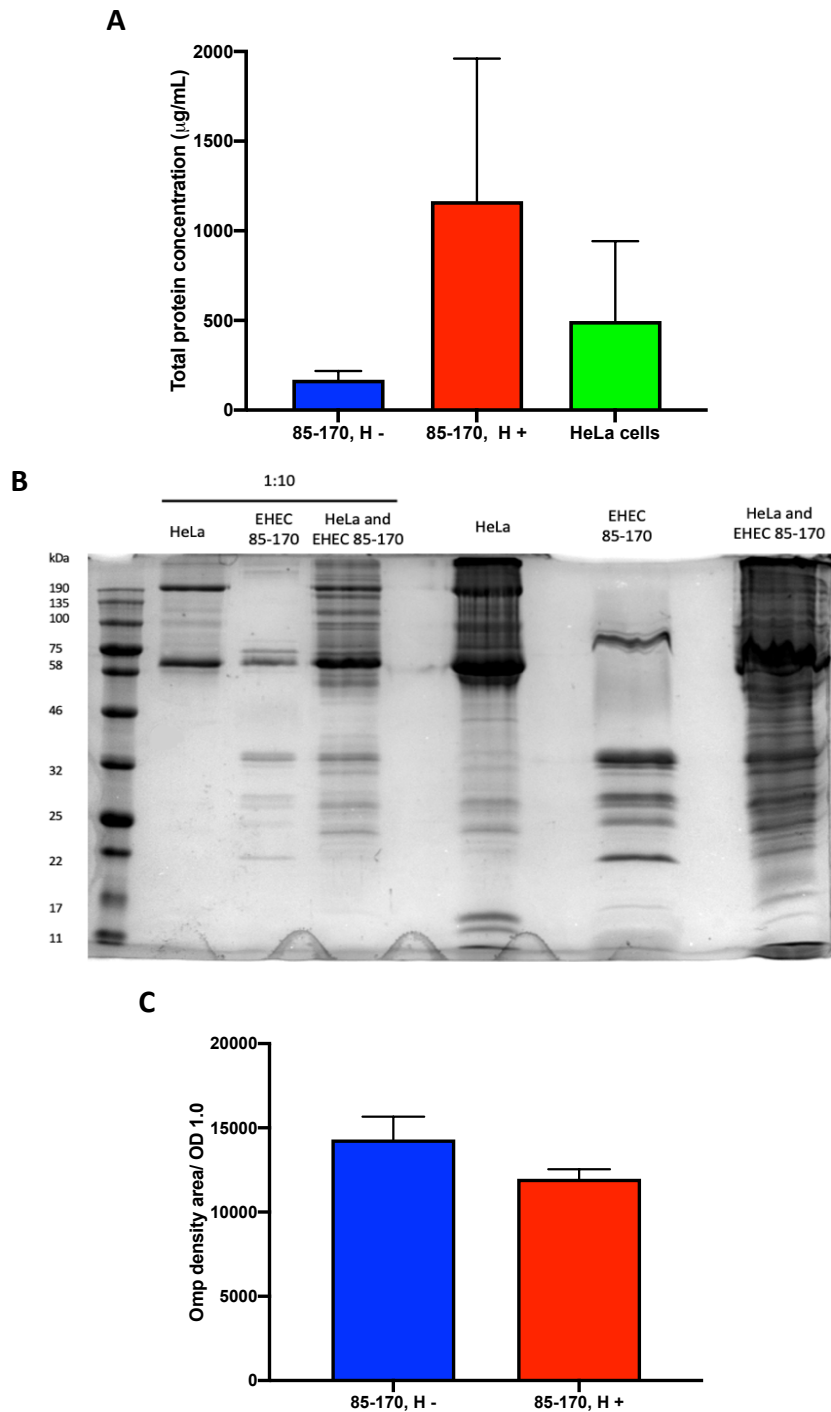 A
Total protein concentration (μg/mL)
2000
1500
1000
500
0
85-170, H -
85-170, H +
HeLa cells
B
1:10
HeLa
EHEC
85-170
HeLa and
EHEC 85-170
HeLa
EHEC
85-170
HeLa and
EHEC 85-170
kDa
190
135
100
75
58
46
32
25
22
17
11
C
Omp density area/ OD 1.0
20000
15000
10000
5000
0
85-170, H -
85-170, H +